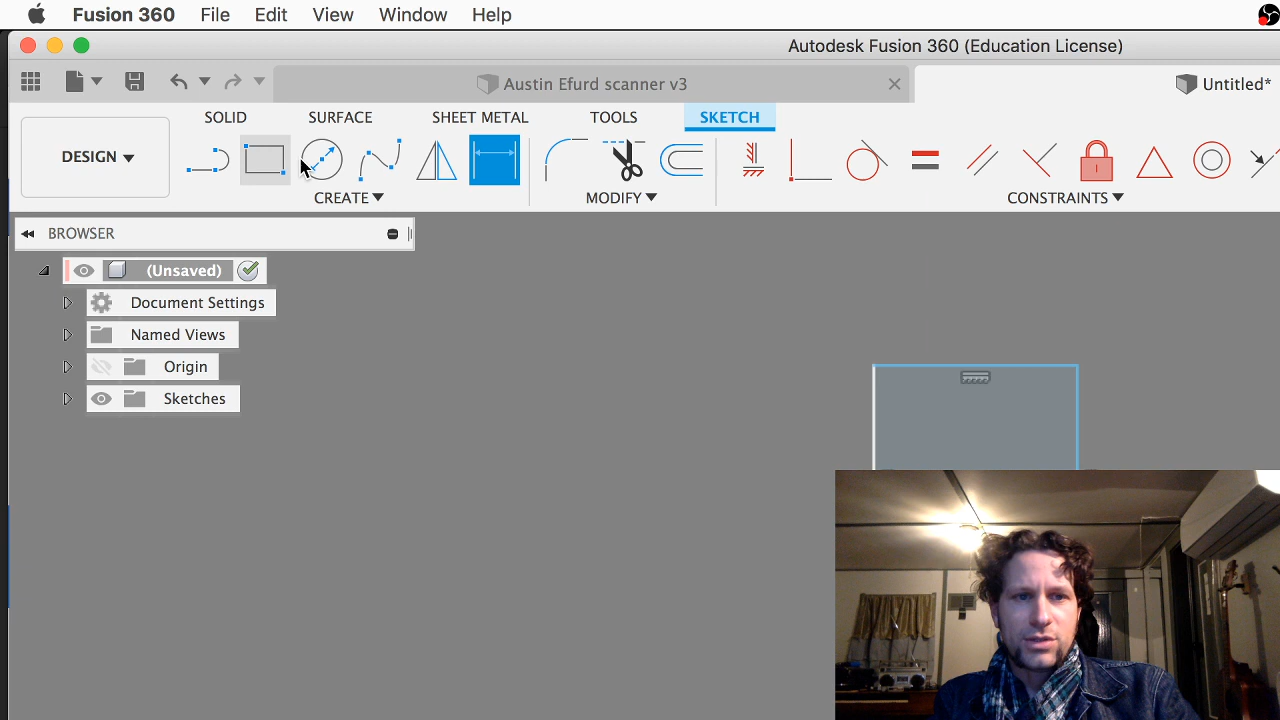 Fusion 360 File Edit View Window Help
Autodesk Fusion 360 (Education License)
Austin Efurd scanner v3
Untitled*
SOLID SURFACE SHEET METAL TOOLS SKETCH
DESIGN ▼
CREATE ▼ MODIFY ▼ CONSTRAINTS ▼
BROWSER
(Unsaved)
Document Settings
Named Views
Origin
Sketches